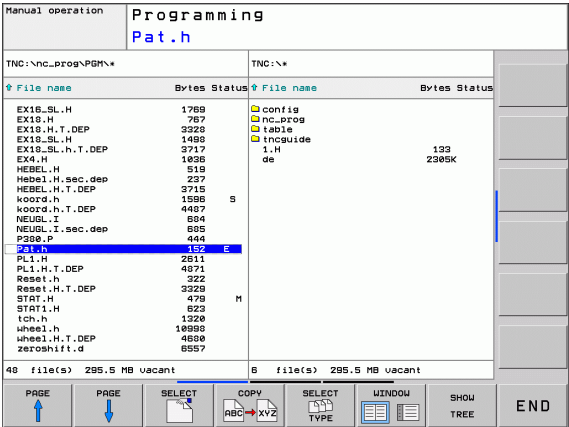 Manual operation
Programming
Pat.h
TNC:\nc_prog\PGM\*
TNC:\*
File name Bytes Status
File name Bytes Status
EX16_SL.H 1769
EX18.H 767
EX18.H.T.DEP 3328
EX18_SL.H 1498
EX18_SL.h.T.DEP 3717
EX4.H 1036
HEBEL.H 519
Hebel.H.sec.dep 237
HEBEL.H.T.DEP 3715
koord.h 1596 S
koord.h.T.DEP 4487
NEUGL.I 684
NEUGL.I.sec.dep 685
P380.P 444
Pat.h 152 E
PL1.H 2611
PL1.H.T.DEP 4871
Reset.h 322
Reset.H.T.DEP 3329
STAT.H 479 M
STAT1.H 623
tch.h 1320
wheel.h 10998
wheel.H.T.DEP 4680
zeroshift.d 6557
config
nc_prog
table
tncguide
1.H 133
de 2305K
48 file(s) 295.5 MB vacant
6 file(s) 295.5 MB vacant
PAGE
PAGE
SELECT
COPY
ABC XYZ
SELECT
TYPE
WINDOW
SHOW
TREE
END